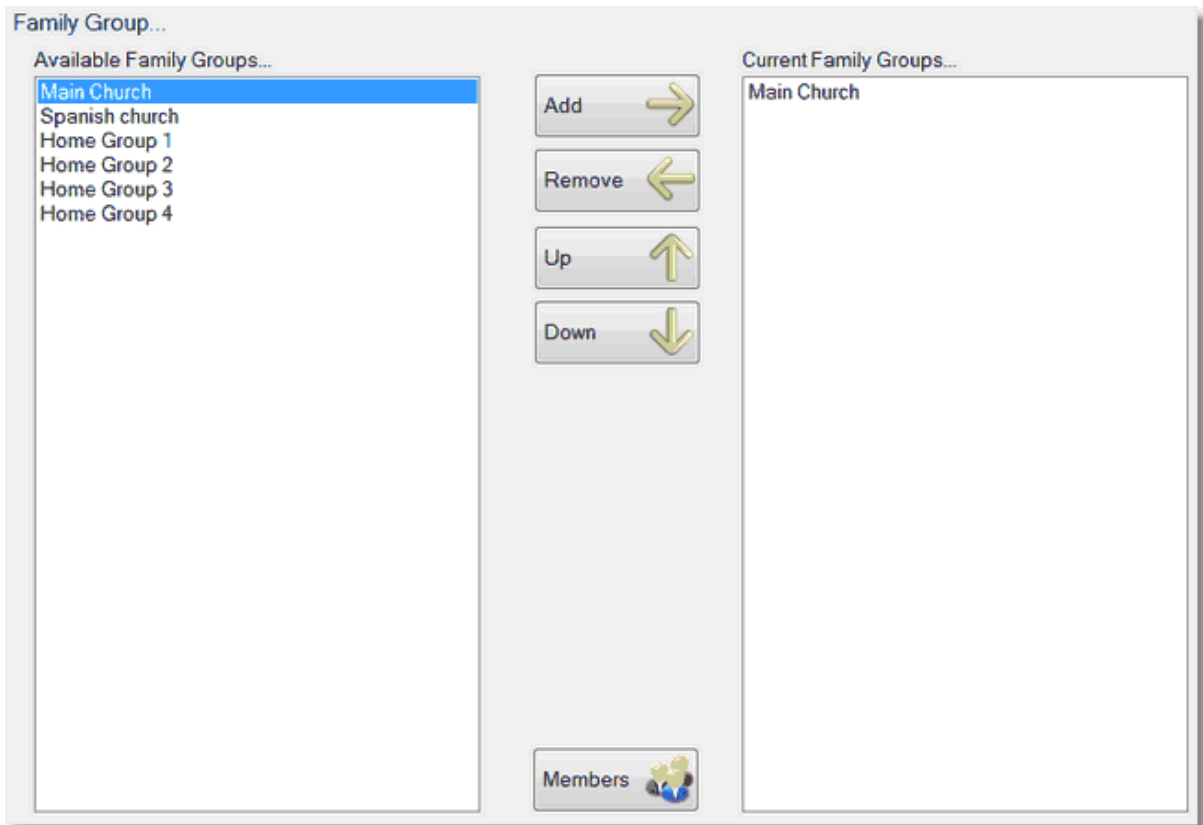 Family Group...
Available Family Groups...
Main Church
Spanish church
Home Group 1
Home Group 2
Home Group 3
Home Group 4
Add
Remove
Up
Down
Members
Current Family Groups...
Main Church